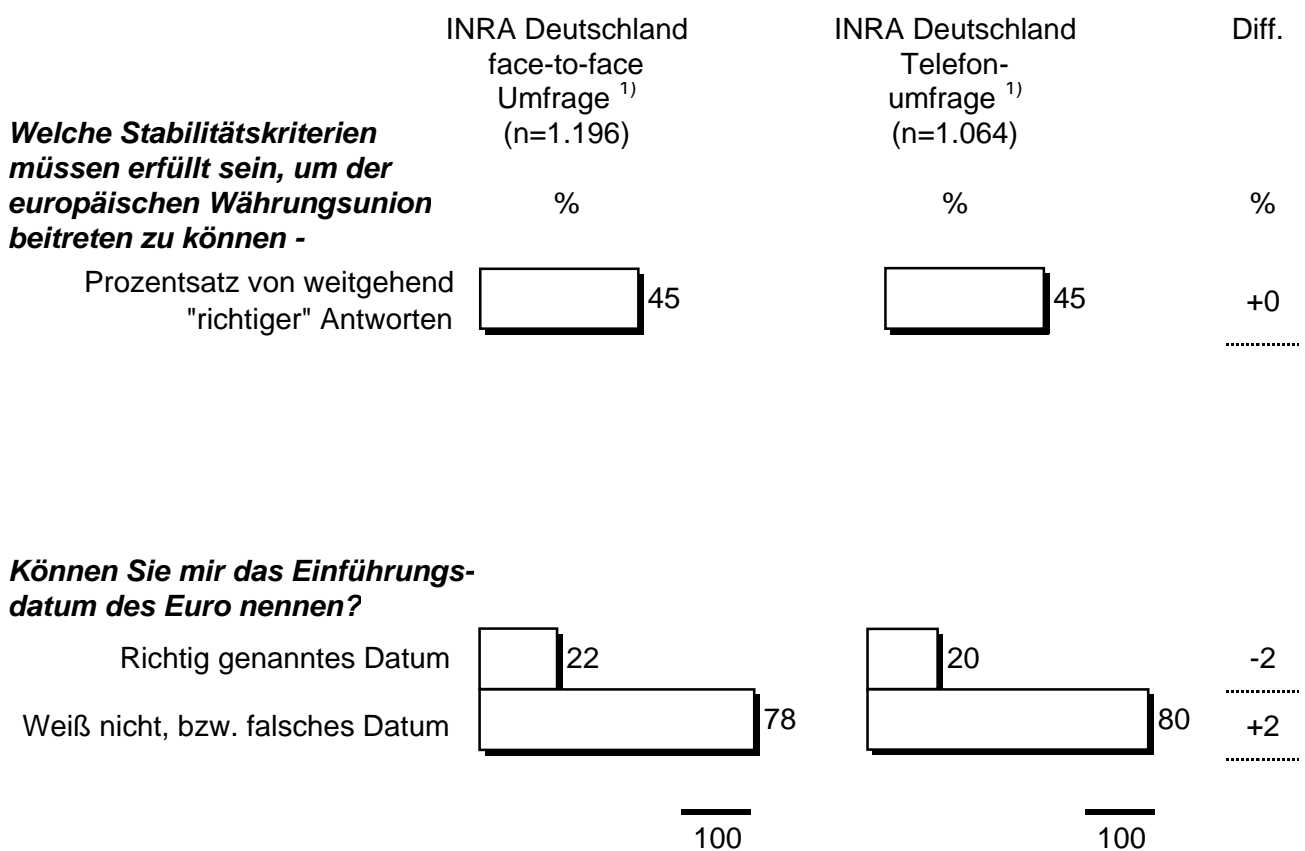 INRA Deutschland
face-to-face
Umfrage 1)
(n=1.196)
INRA Deutschland
Telefon-
umfrage 1)
(n=1.064)
Diff.
Welche Stabilitätskriterien
müssen erfüllt sein, um der
europäischen Währungsunion
beitreten zu können -
% % %
Prozentsatz von weitgehend
"richtiger" Antworten
45 45 +0
Können Sie mir das Einführungs-
datum des Euro nennen?
Richtig genanntes Datum 22 20 -2
Weiß nicht, bzw. falsches Datum 78 80 +2
100 100